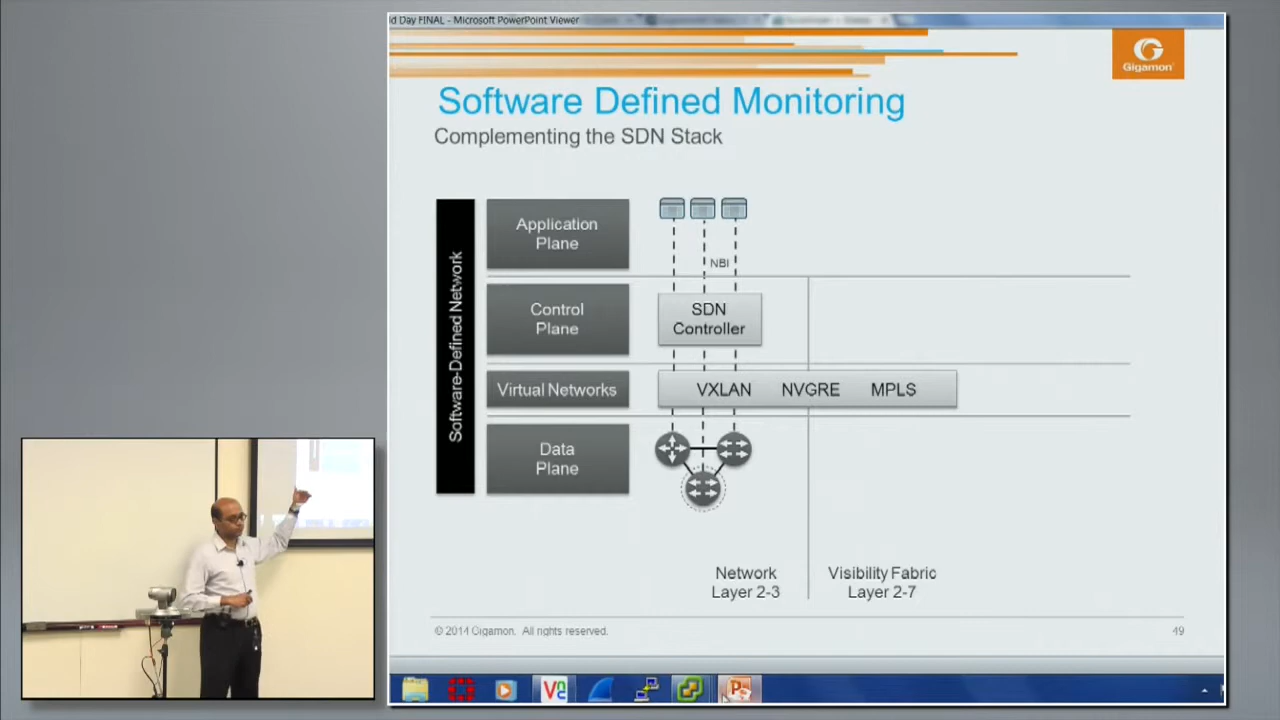 d Day FINAL - Microsoft PowerPoint Viewer
Gigamon
Software Defined Monitoring
Complementing the SDN Stack
Software-Defined Network
Application
Plane
NBI
Control
Plane
SDN
Controller
Virtual Networks
VXLAN NVGRE MPLS
Data
Plane
Network
Layer 2-3
Visibility Fabric
Layer 2-7
© 2014 Gigamon. All rights reserved.
49